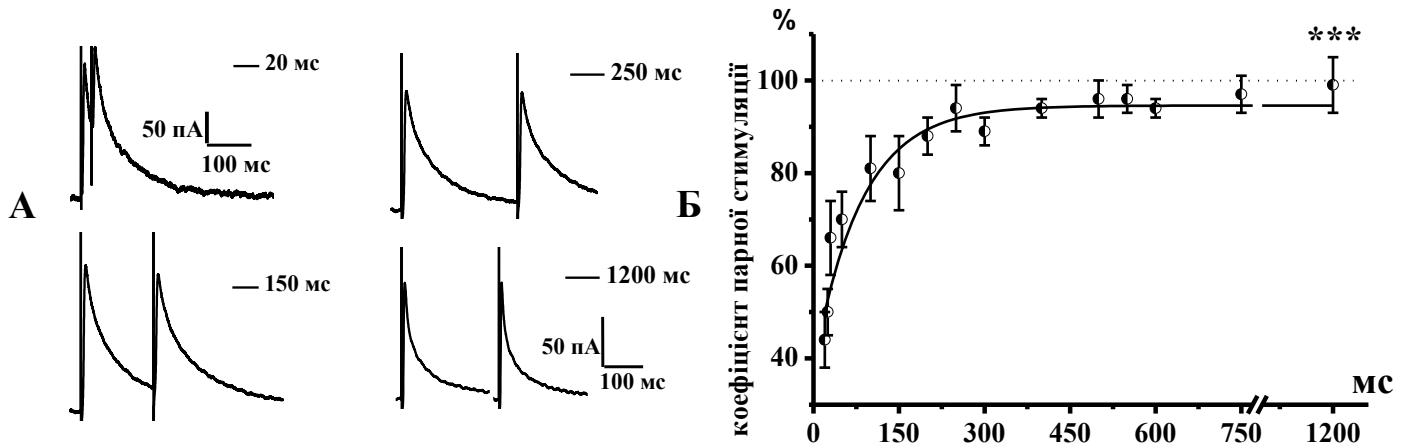 А
20 мс
50 пА
100 мс
250 мс
150 мс
1200 мс
50 пА
100 мс
Б
%
коефіцієнт парної стимуляції
100
80
60
40
***
мс
0 150 300 450 600 750 1200